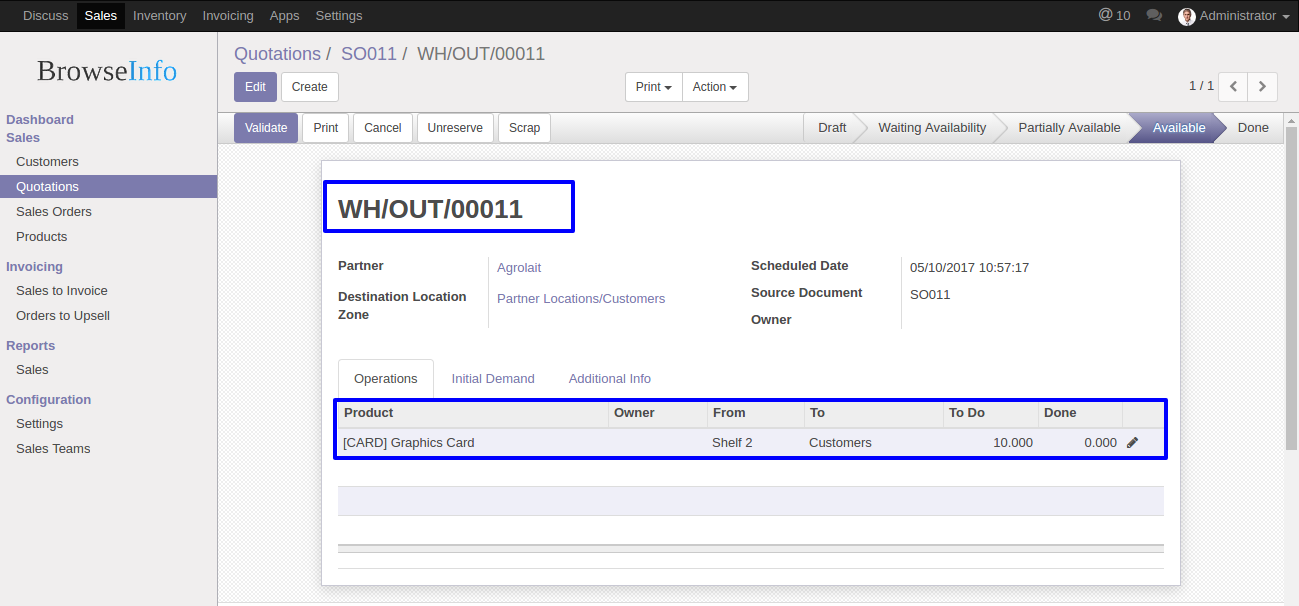 Discuss Sales Inventory Invoicing Apps Settings @ 10 Administrator
BrowseInfo
Quotations / SO011 / WH/OUT/00011
Edit Create Print Action 1 / 1
Validate Print Cancel Unreserve Scrap Draft Waiting Availability Partially Available Available Done
Dashboard
Sales
Customers
Quotations
Sales Orders
Products
Invoicing
Sales to Invoice
Orders to Upsell
Reports
Sales
Configuration
Settings
Sales Teams
WH/OUT/00011
Partner Agrolait
Destination Location Zone Partner Locations/Customers
Scheduled Date 05/10/2017 10:57:17
Source Document SO011
Owner
Operations Initial Demand Additional Info
Product Owner From To To Do Done
[CARD] Graphics Card Shelf 2 Customers 10.000 0.000